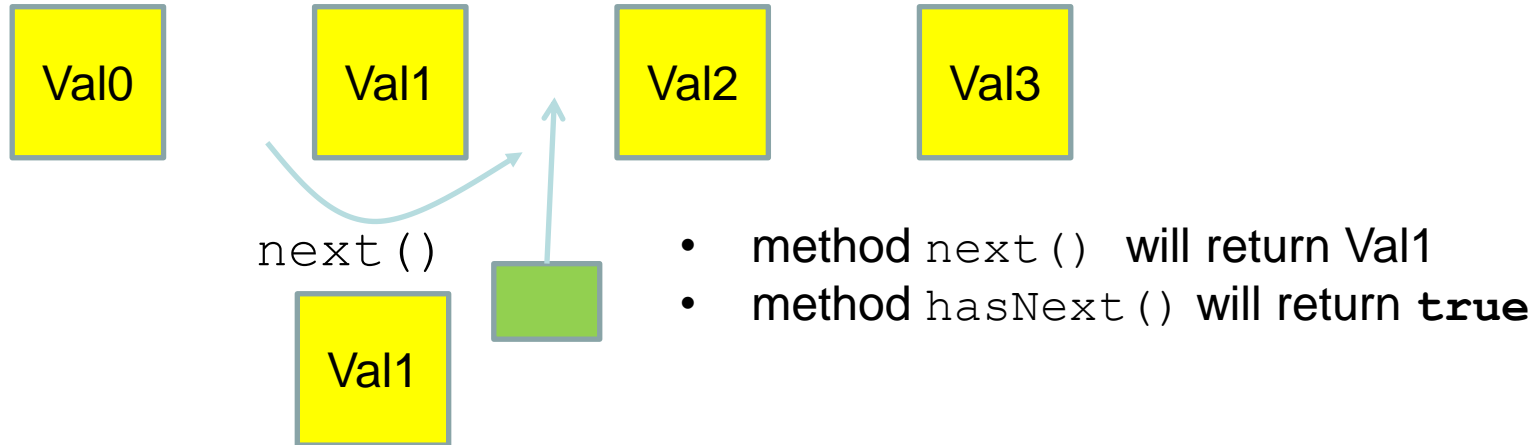 Val0
Val1
Val2
Val3
next()
• method next() will return Val1
• method hasNext() will return true
Val1